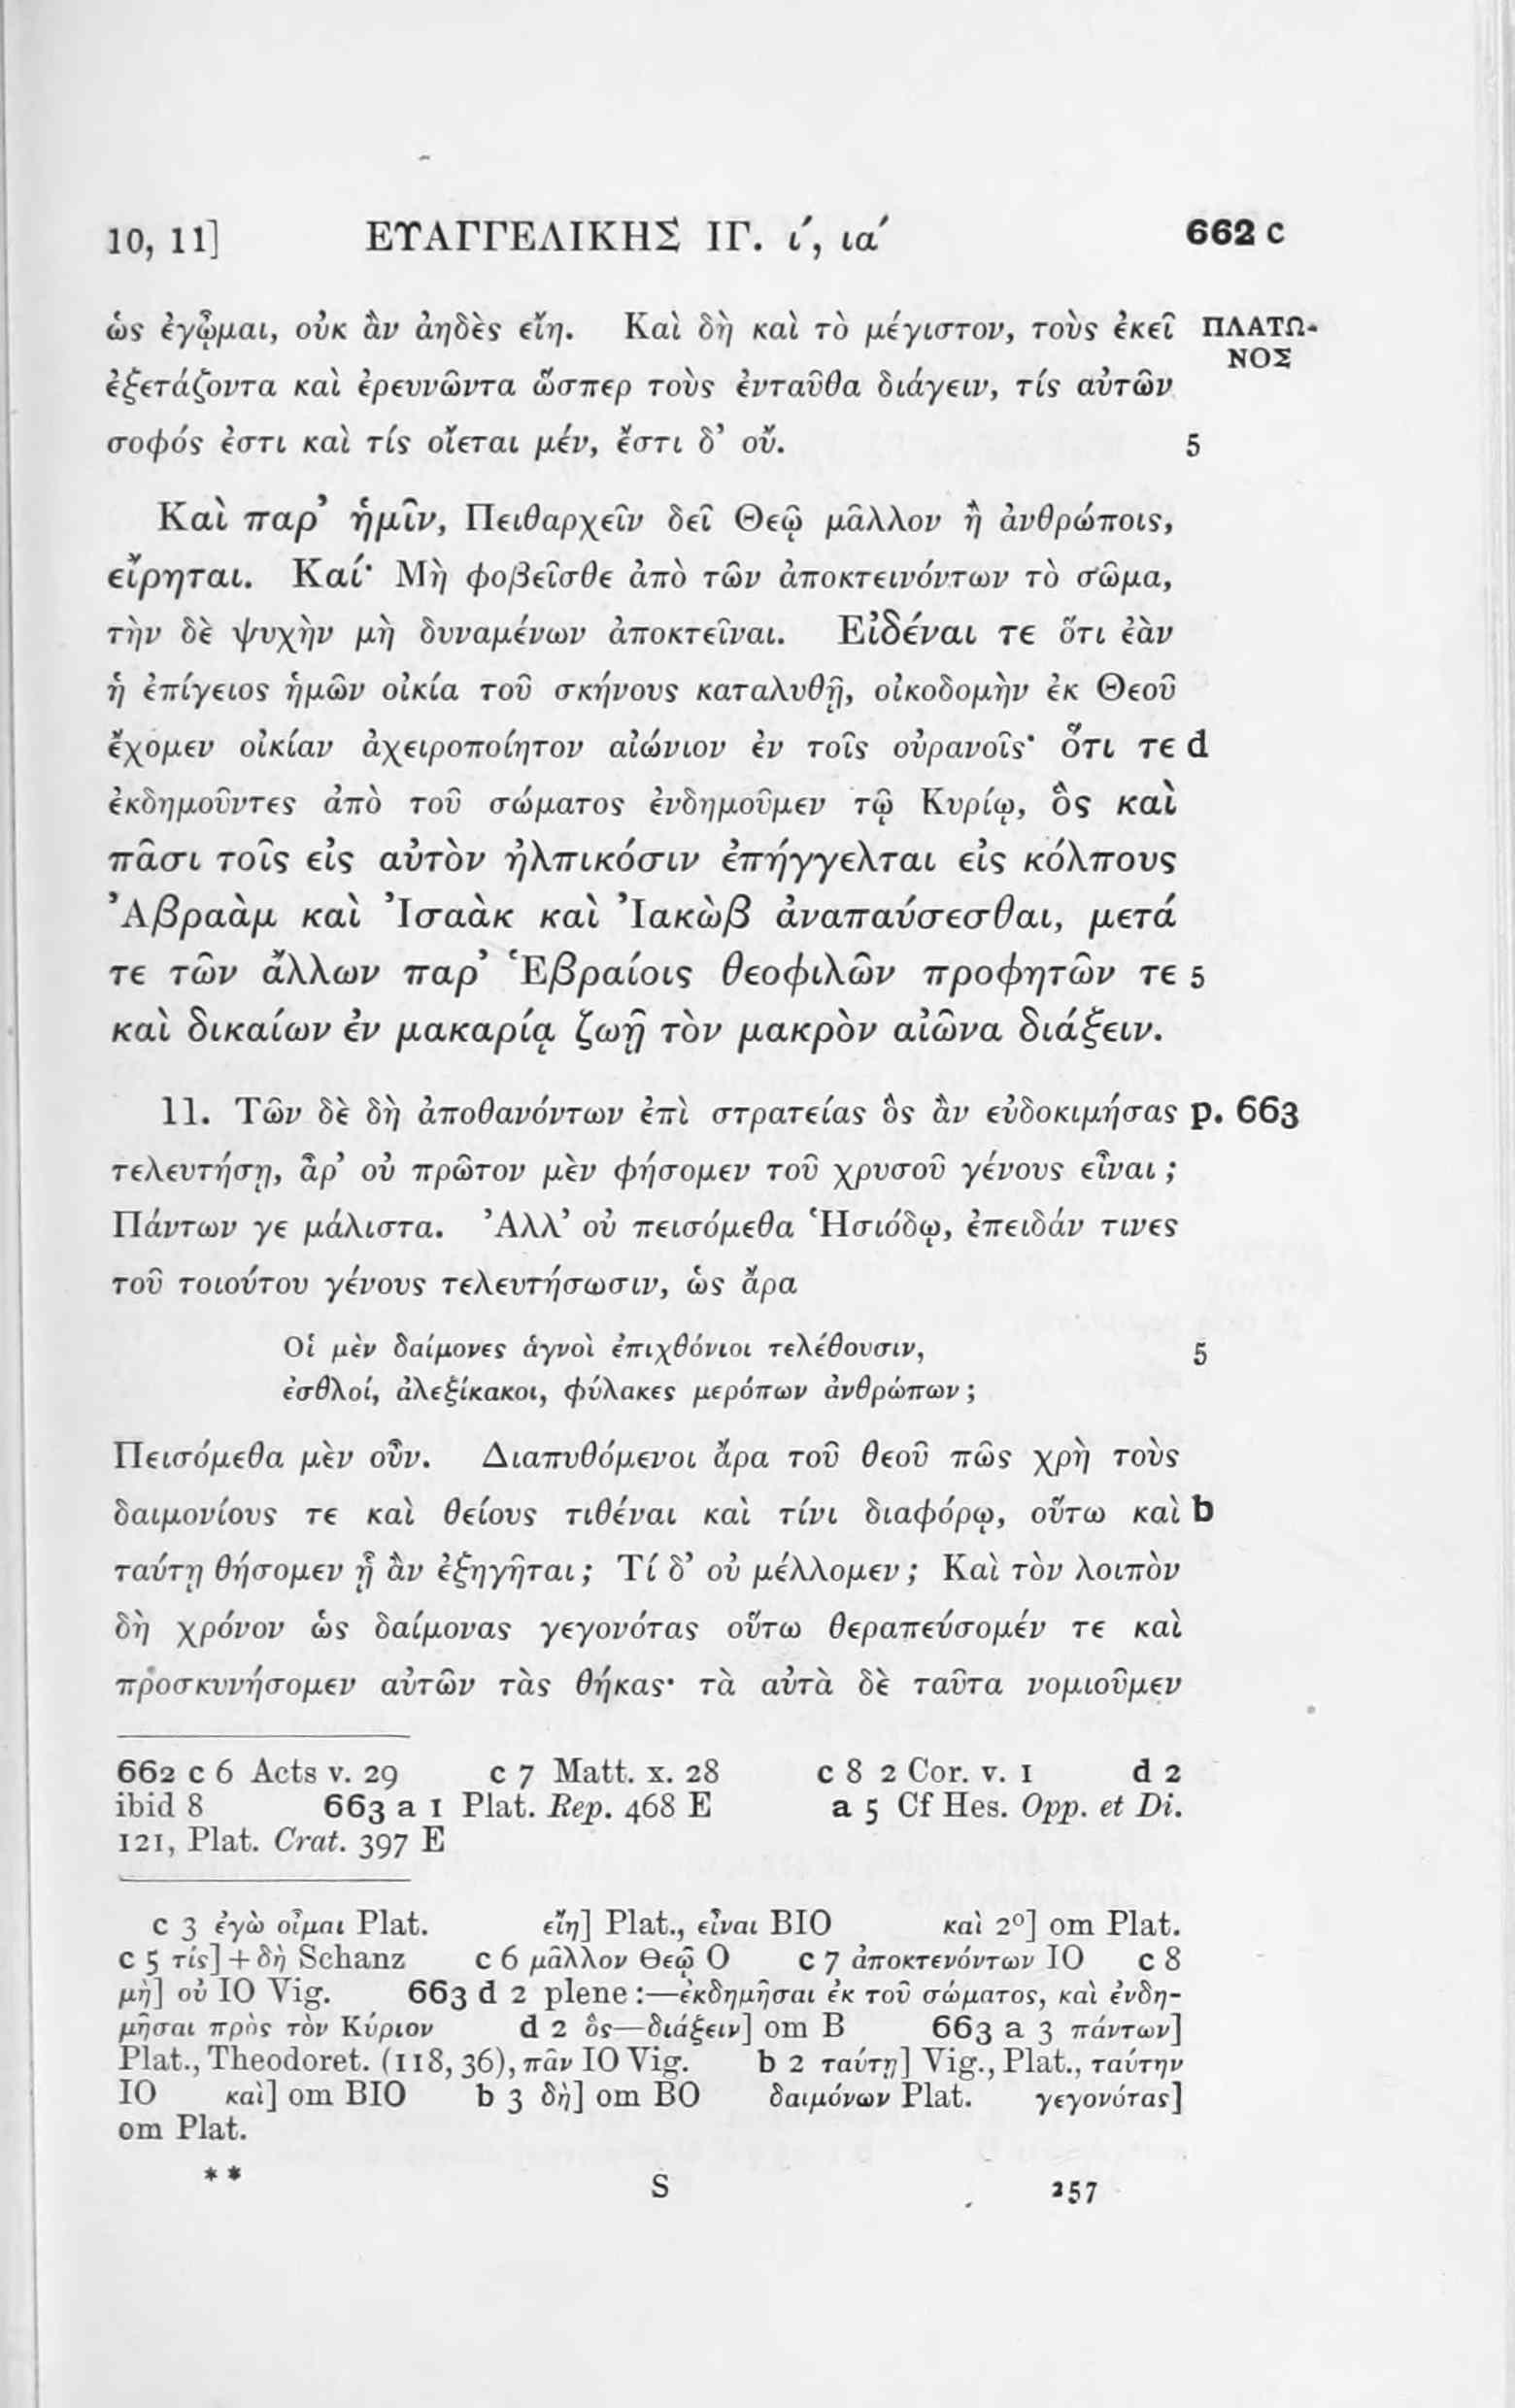 10, 11] ΕΥΑΓΓΕΛΙΚΗΣ ΙΓ. ι΄, ια΄ 662 c
ὡς ἐγᾦμαι, οὐκ ἂν ἀηδὲς εἴη. Καὶ δὴ καὶ τὸ μέγιστον, τοὺς ἐκεῖ ΠΛΑΤΩ-
ΝΟΣ
ἐξετάζοντα καὶ ἐρευνῶντα ὥσπερ τοὺς ἐνταῦθα διάγειν, τίς αὐτῶν
σοφός ἐστι καὶ τίς οἴεται μέν, ἔστι δ’ οὔ. 5
Καὶ παρ’ ἡμῖν, Πειθαρχεῖν δεῖ Θεῷ μᾶλλον ἢ ἀνθρώποις,
εἴρηται. Καί· Μὴ φοβεῖσθε ἀπὸ τῶν ἀποκτεινόντων τὸ σῶμα,
τὴν δὲ ψυχὴν μὴ δυναμένων ἀποκτεῖναι. Εἰδέναι τε ὅτι ἐὰν
ἡ ἐπίγειος ἡμῶν οἰκία τοῦ σκήνους καταλυθῇ, οἰκοδομὴν ἐκ Θεοῦ
ἔχομεν οἰκίαν ἀχειροποίητον αἰώνιον ἐν τοῖς οὐρανοῖς· ὅτι τε d
ἐκδημοῦντες ἀπὸ τοῦ σώματος ἐνδημοῦμεν τῷ Κυρίῳ, ὃς καὶ
πᾶσι τοῖς εἰς αὐτὸν ἠλπικόσιν ἐπήγγελται εἰς κόλπους
Ἀβραὰμ καὶ Ἰσαὰκ καὶ Ἰακὼβ ἀναπαύσεσθαι, μετά
τε τῶν ἄλλων παρ’ Ἑβραίοις θεοφιλῶν προφητῶν τε 5
καὶ δικαίων ἐν μακαρίᾳ ζωῇ τὸν μακρὸν αἰῶνα διάξειν.
11. Τῶν δὲ δὴ ἀποθανόντων ἐπὶ στρατείας ὃς ἂν εὐδοκιμήσας p. 663
τελευτήσῃ, ἆρ’ οὐ πρῶτον μὲν φήσομεν τοῦ χρυσοῦ γένους εἶναι ;
Πάντων γε μάλιστα. Ἀλλ’ οὐ πεισόμεθα Ἡσιόδῳ, ἐπειδάν τινες
τοῦ τοιούτου γένους τελευτήσωσιν, ὡς ἄρα
Οἱ μὲν δαίμονες ἁγνοὶ ἐπιχθόνιοι τελέθουσιν, 5
ἐσθλοί, ἀλεξίκακοι, φύλακες μερόπων ἀνθρώπων ;
Πεισόμεθα μὲν οὖν. Διαπυθόμενοι ἄρα τοῦ θεοῦ πῶς χρὴ τοὺς
δαιμονίους τε καὶ θείους τιθέναι καὶ τίνι διαφόρῳ, οὕτω καὶ b
ταύτῃ θήσομεν ᾗ ἂν ἐξηγῆται ; Τί δ’ οὐ μέλλομεν ; Καὶ τὸν λοιπὸν
δὴ χρόνον ὡς δαίμονας γεγονότας οὕτω θεραπεύσομέν τε καὶ
προσκυνήσομεν αὐτῶν τὰς θήκας· τὰ αὐτὰ δὲ ταῦτα νομιοῦμεν
662 c 6 Acts v. 29 c 7 Matt. x. 28 c 8 2 Cor. v. 1 d 2
ibid 8 663 a 1 Plat. Rep. 468 E a 5 Cf Hes. Opp. et Di.
121, Plat. Crat. 397 E
c 3 ἐγὼ οἶμαι Plat. εἴη] Plat., εἶναι BIO καὶ 2⁰] om Plat.
c 5 τίς] + δὴ Schanz c 6 μᾶλλον Θεῷ O c 7 ἀποκτενόντων IO c 8
μὴ] οὐ IO Vig. 663 d 2 plene :—ἐκδημῆσαι ἐκ τοῦ σώματος, καὶ ἐνδη-
μῆσαι πρὸς τὸν Κύριον d 2 ὃς—διάξειν] om B 663 a 3 πάντων]
Plat., Theodoret. (118, 36), πᾶν IO Vig. b 2 ταύτῃ] Vig., Plat., ταύτην
IO καὶ] om BIO b 3 δὴ] om BO δαιμόνων Plat. γεγονότας]
om Plat.
** S 257